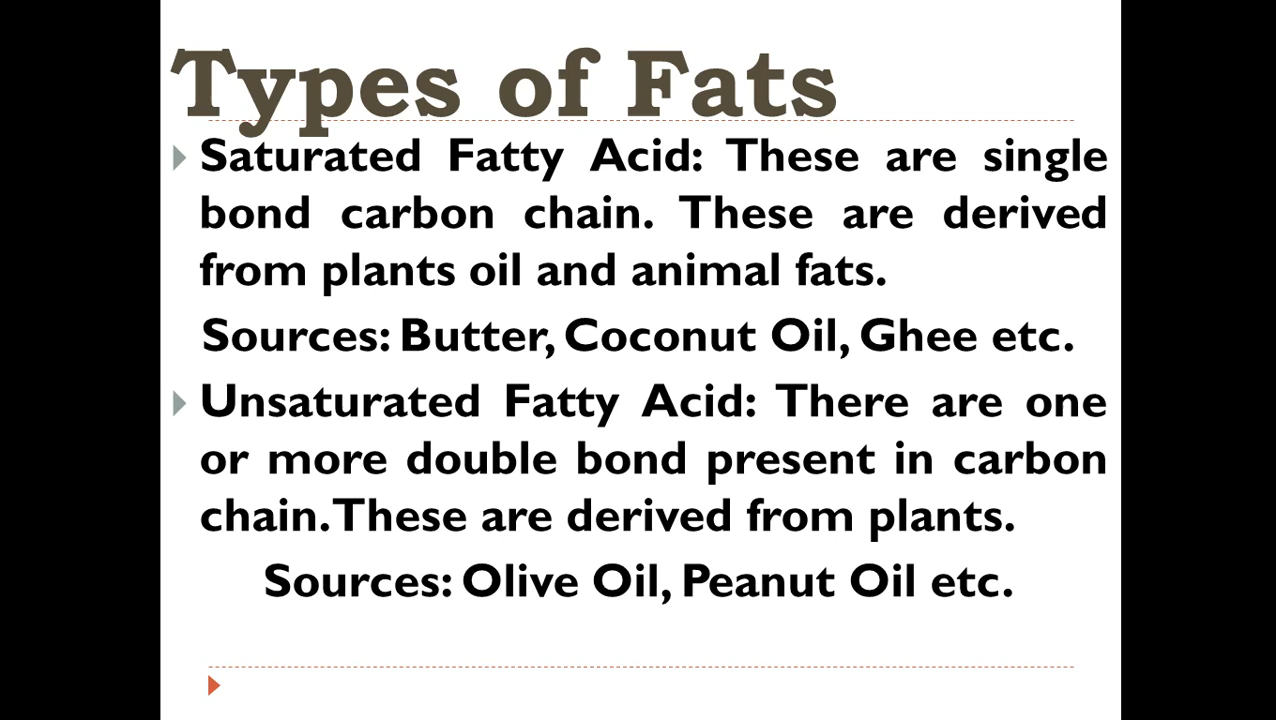 Types of Fats
Saturated Fatty Acid: These are single
bond carbon chain. These are derived
from plants oil and animal fats.
Sources: Butter, Coconut Oil, Ghee etc.
Unsaturated Fatty Acid: There are one
or more double bond present in carbon
chain. These are derived from plants.
Sources: Olive Oil, Peanut Oil etc.